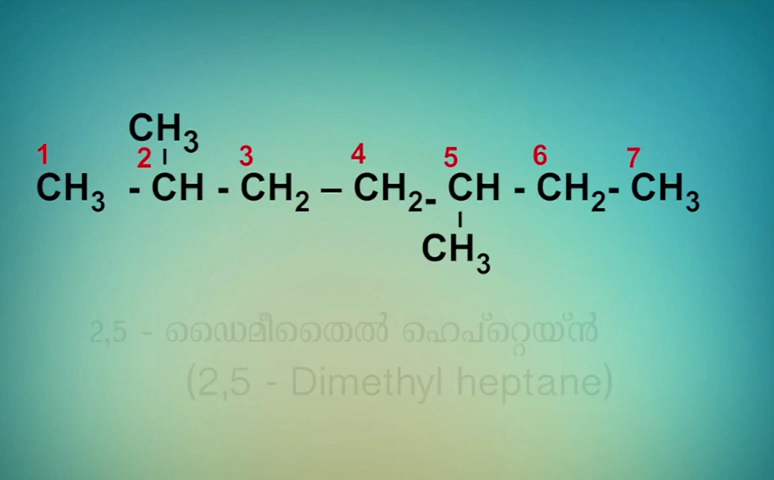 CH₃
1 2 3 4 5 6 7
CH₃ - CH - CH₂ – CH₂- CH - CH₂- CH₃
CH₃
2,5 - ഡൈമീതൈൽ ഹെപ്റ്റെയ്ൻ
(2,5 - Dimethyl heptane)